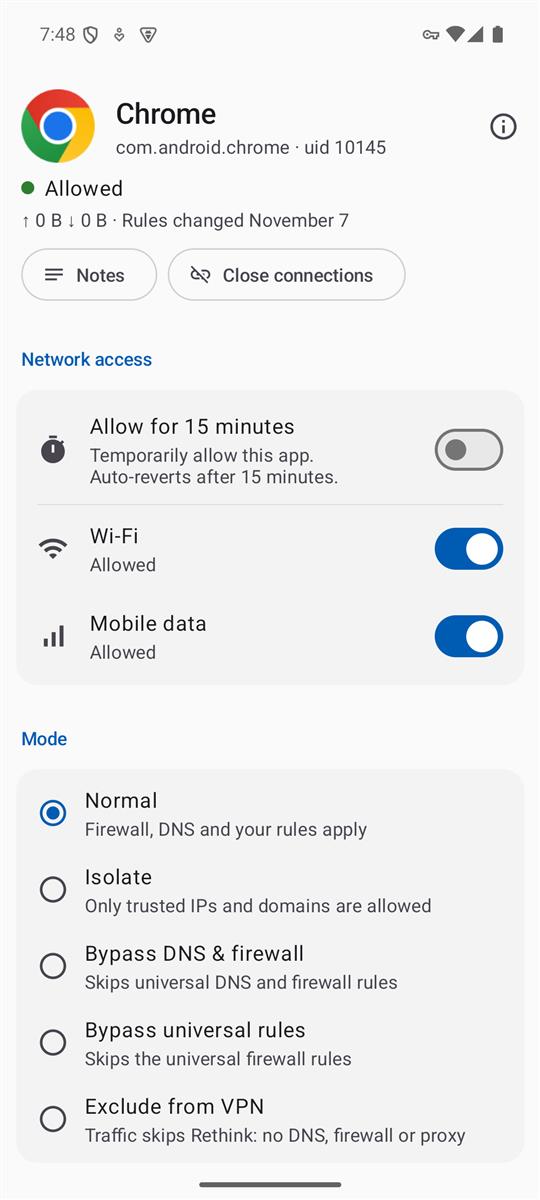 7:48
Chrome
com.android.chrome · uid 10145
Allowed
↑ 0 B ↓ 0 B · Rules changed November 7
Notes
Close connections
Network access
Allow for 15 minutes
Temporarily allow this app.
Auto-reverts after 15 minutes.
Wi-Fi
Allowed
Mobile data
Allowed
Mode
Normal
Firewall, DNS and your rules apply
Isolate
Only trusted IPs and domains are allowed
Bypass DNS & firewall
Skips universal DNS and firewall rules
Bypass universal rules
Skips the universal firewall rules
Exclude from VPN
Traffic skips Rethink: no DNS, firewall or proxy